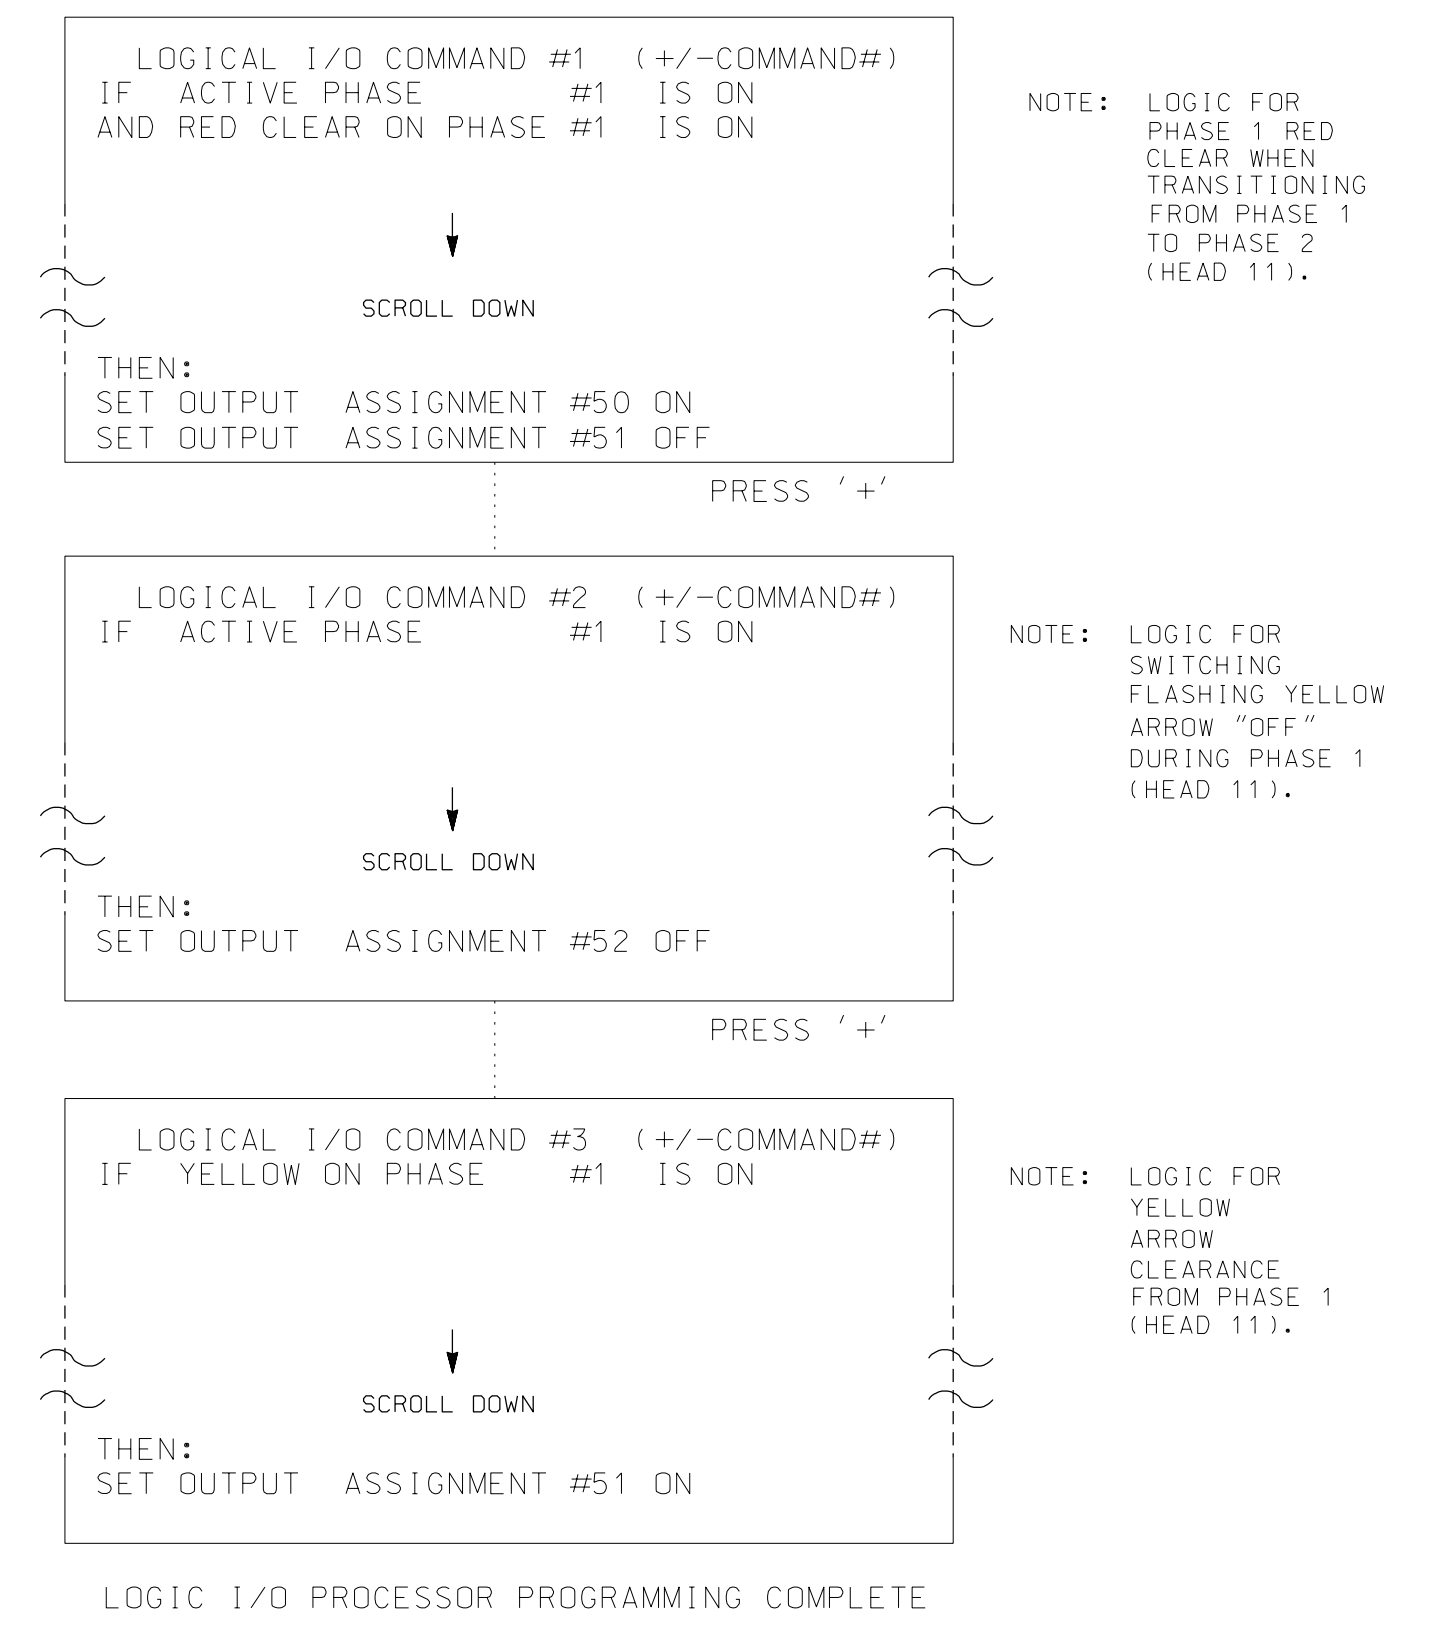 LOGICAL I/O COMMAND #1 (+/-COMMAND#)
IF ACTIVE PHASE #1 IS ON
AND RED CLEAR ON PHASE #1 IS ON
SCROLL DOWN
THEN:
SET OUTPUT ASSIGNMENT #50 ON
SET OUTPUT ASSIGNMENT #51 OFF
NOTE: LOGIC FOR
PHASE 1 RED
CLEAR WHEN
TRANSITIONING
FROM PHASE 1
TO PHASE 2
(HEAD 11).
PRESS '+'
LOGICAL I/O COMMAND #2 (+/-COMMAND#)
IF ACTIVE PHASE #1 IS ON
SCROLL DOWN
THEN:
SET OUTPUT ASSIGNMENT #52 OFF
NOTE: LOGIC FOR
SWITCHING
FLASHING YELLOW
ARROW "OFF"
DURING PHASE 1
(HEAD 11).
PRESS '+'
LOGICAL I/O COMMAND #3 (+/-COMMAND#)
IF YELLOW ON PHASE #1 IS ON
SCROLL DOWN
THEN:
SET OUTPUT ASSIGNMENT #51 ON
NOTE: LOGIC FOR
YELLOW
ARROW
CLEARANCE
FROM PHASE 1
(HEAD 11).
LOGIC I/O PROCESSOR PROGRAMMING COMPLETE